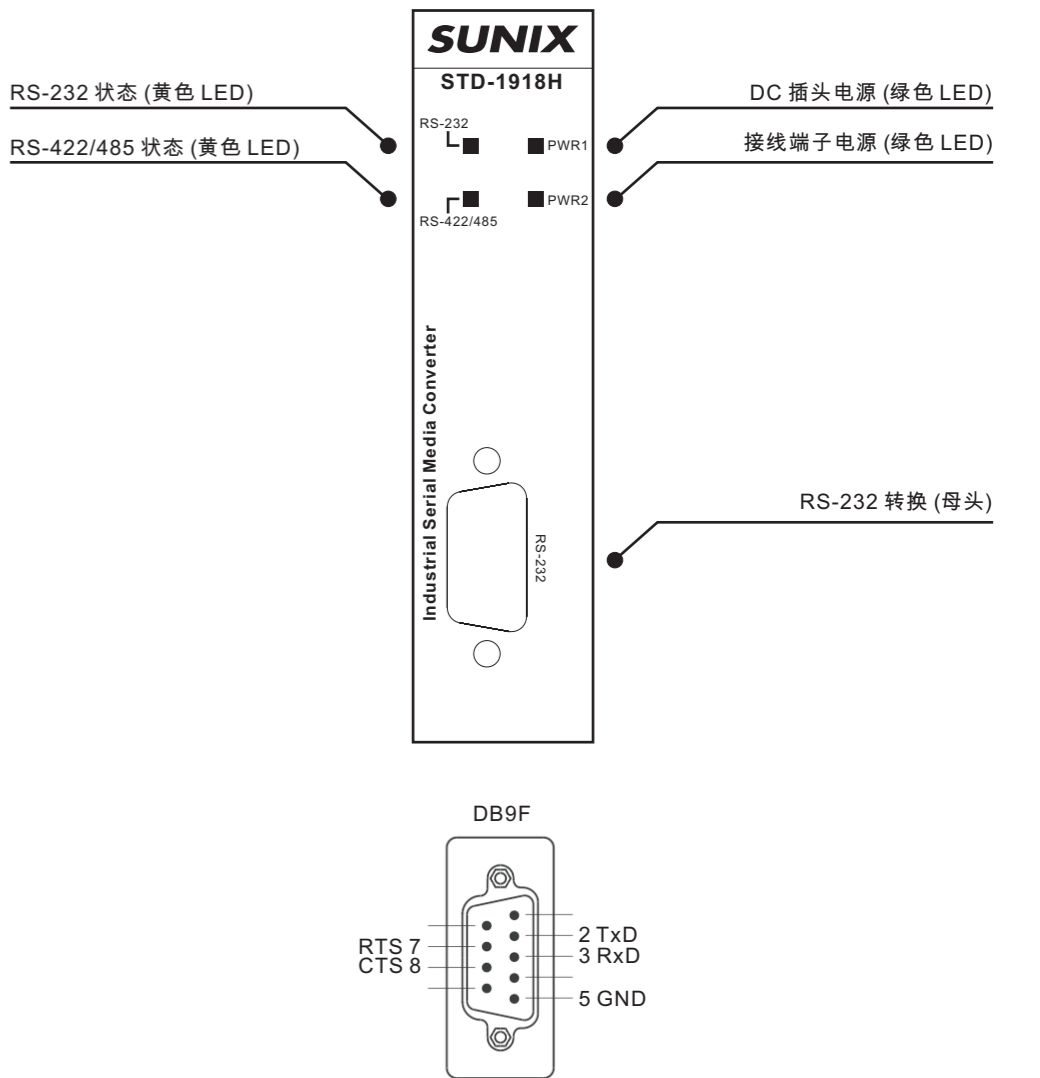 SUNIX
STD-1918H
RS-232 状态 (黄色 LED)
RS-422/485 状态 (黄色 LED)
DC 插头电源 (绿色 LED)
接线端子电源 (绿色 LED)
RS-232
PWR1
PWR2
RS-422/485
Industrial Serial Media Converter
RS-232
RS-232 转换 (母头)
DB9F
RTS 7
CTS 8
2 TxD
3 RxD
5 GND